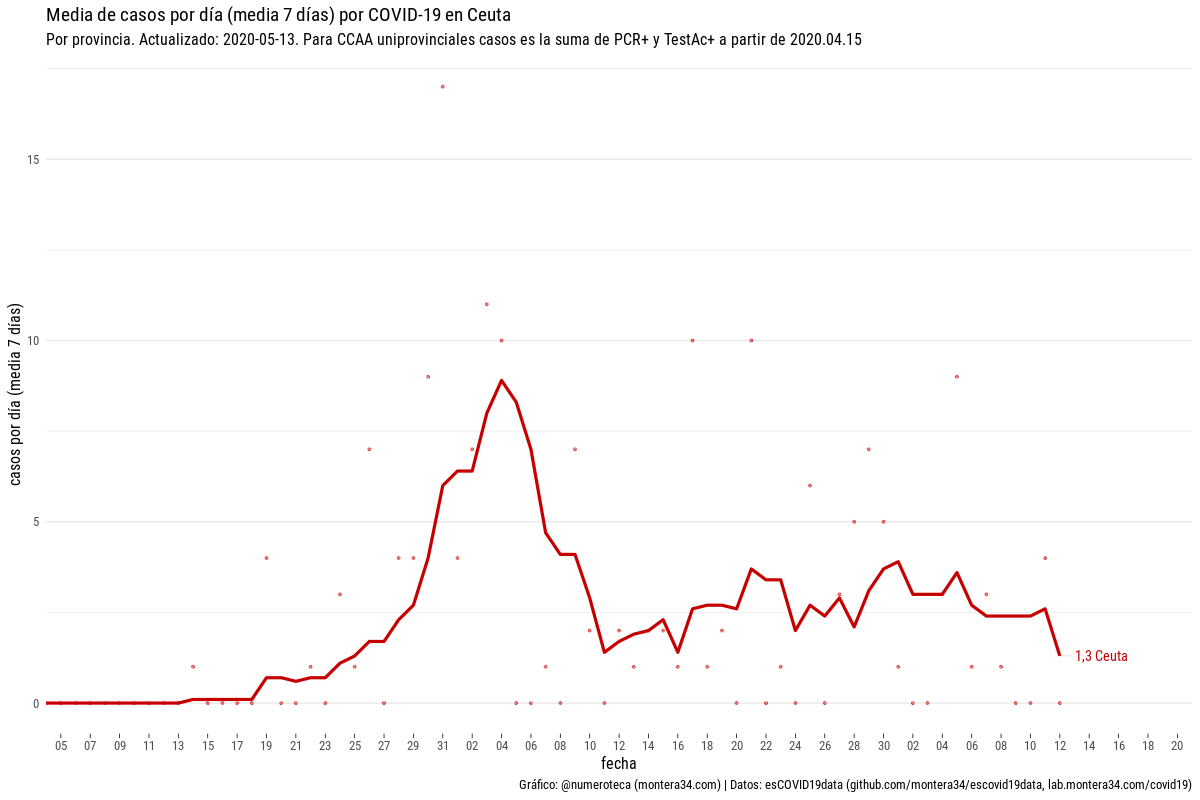 Media de casos por día (media 7 días) por COVID-19 en Ceuta
Por provincia. Actualizado: 2020-05-13. Para CCAA uniprovinciales casos es la suma de PCR+ y TestAc+ a partir de 2020.04.15
casos por día (media 7 días)
15
10
5
0
1,3 Ceuta
05 07 09 11 13 15 17 19 21 23 25 27 29 31 02 04 06 08 10 12 14 16 18 20 22 24 26 28 30 02 04 06 08 10 12 14 16 18 20
fecha
Gráfico: @numeroteca (montera34.com) | Datos: esCOVID19data (github.com/montera34/escovid19data, lab.montera34.com/covid19)